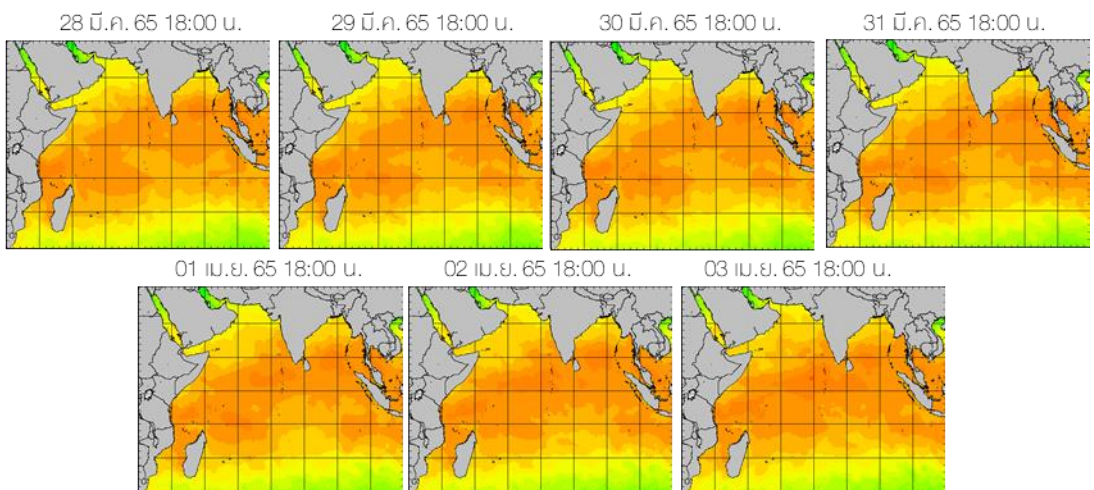 28 มี.ค. 65 18:00 น.
29 มี.ค. 65 18:00 น.
30 มี.ค. 65 18:00 น.
31 มี.ค. 65 18:00 น.
01 เม.ย. 65 18:00 น.
02 เม.ย. 65 18:00 น.
03 เม.ย. 65 18:00 น.